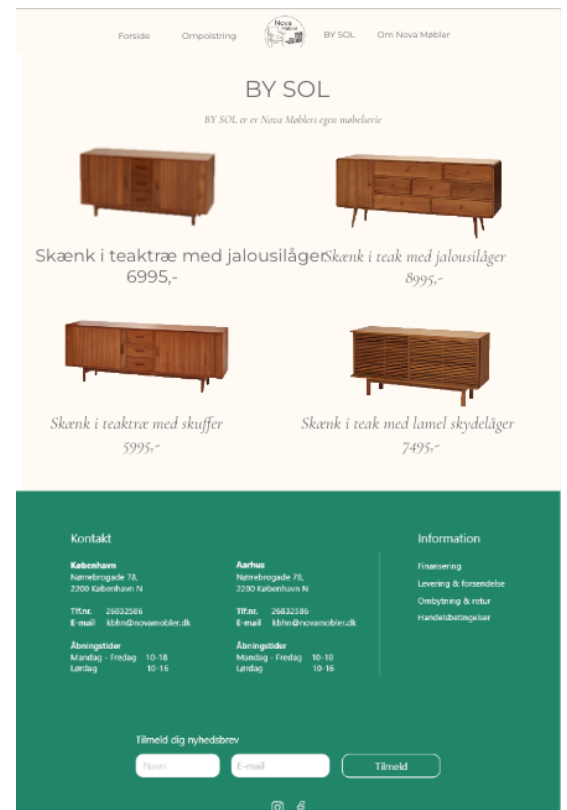 Forside Ompolstring Nova Møbler BY SOL Om Nova Møbler
BY SOL
BY SOL er er Nova Møblers egen møbelserie
Skænk i teaktræ med jalousilåger
6995,-
Skænk i teak med jalousilåger
8995,-
Skænk i teaktræ med skuffer
5995,-
Skænk i teak med lamel skydelåger
7495,-
Kontakt
København
Nørrebrogade 78,
2200 København N
Tlf.nr. 26832586
E-mail kbhn@novamobler.dk
Åbningstider
Mandag - Fredag 10-18
Lørdag 10-16
Aarhus
Nørrebrogade 78,
2200 København N
Tlf.nr. 26832586
E-mail kbhn@novamobler.dk
Åbningstider
Mandag - Fredag 10-18
Lørdag 10-16
Information
Finansering
Levering & forsendelse
Ombytning & retur
Handelsbetingelser
Tilmeld dig nyhedsbrev
Navn E-mail Tilmeld